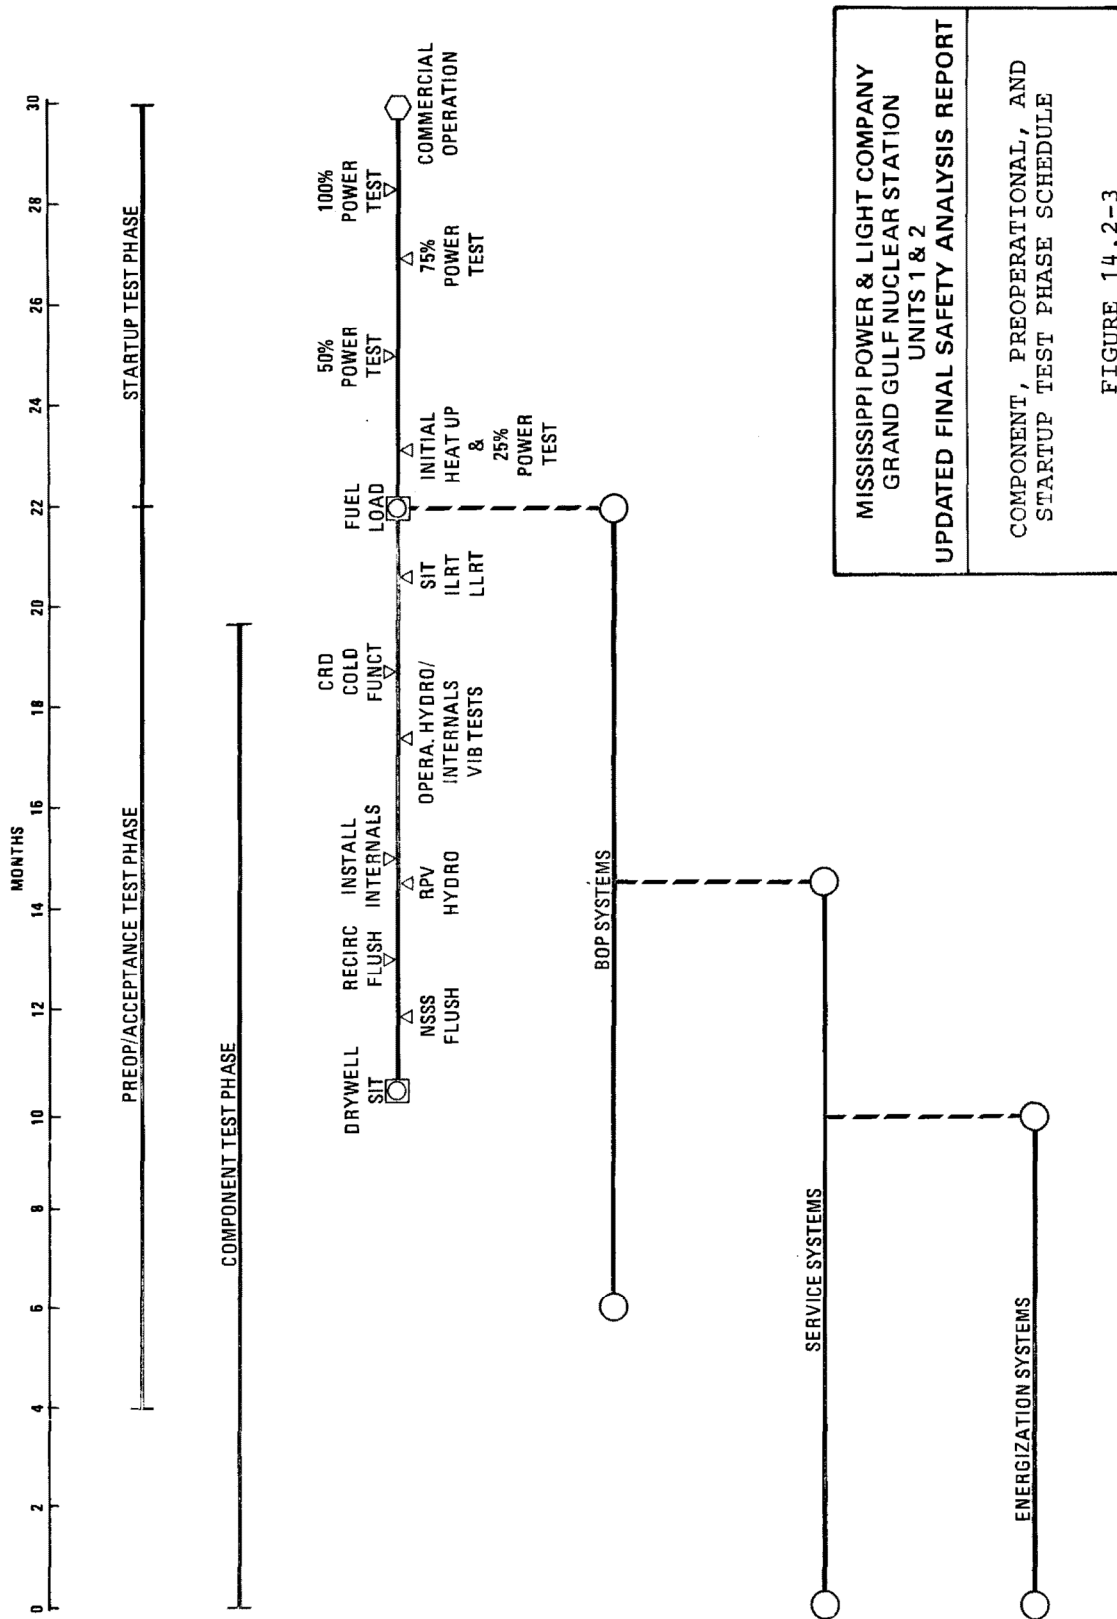 MONTHS
0 2 4 6 8 10 12 14 16 18 20 22 24 26 28 30
PREOP/ACCEPTANCE TEST PHASE
STARTUP TEST PHASE
COMPONENT TEST PHASE
DRYWELL
SIT
NSSS
FLUSH
RECIRC
FLUSH
RPV
HYDRO
INSTALL
INTERNALS
OPERA. HYDRO/
INTERNALS
VIB TESTS
CRD
COLD
FUNCT
SIT
ILRT
LLRT
FUEL
LOAD
INITIAL
HEAT UP
&
25%
POWER
TEST
50%
POWER
TEST
75%
POWER
TEST
100%
POWER
TEST
COMMERCIAL
OPERATION
BOP SYSTEMS
SERVICE SYSTEMS
ENERGIZATION SYSTEMS
MISSISSIPPI POWER & LIGHT COMPANY
GRAND GULF NUCLEAR STATION
UNITS 1 & 2
UPDATED FINAL SAFETY ANALYSIS REPORT
COMPONENT, PREOPERATIONAL, AND
STARTUP TEST PHASE SCHEDULE
FIGURE 14.2-3